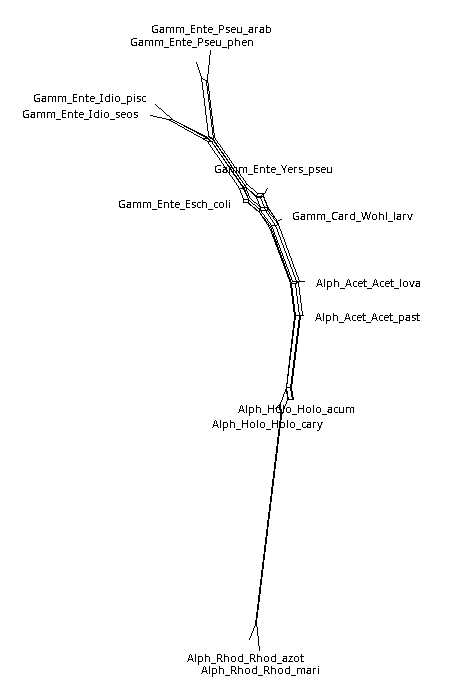 Gamm_Ente_Pseu_arab
Gamm_Ente_Pseu_phen
Gamm_Ente_Idio_pisc
Gamm_Ente_Idio_seos
Gamm_Ente_Yers_pseu
Gamm_Ente_Esch_coli
Gamm_Card_Wohl_larv
Alph_Acet_Acet_lova
Alph_Acet_Acet_past
Alph_Holo_Holo_acum
Alph_Holo_Holo_cary
Alph_Rhod_Rhod_azot
Alph_Rhod_Rhod_mari